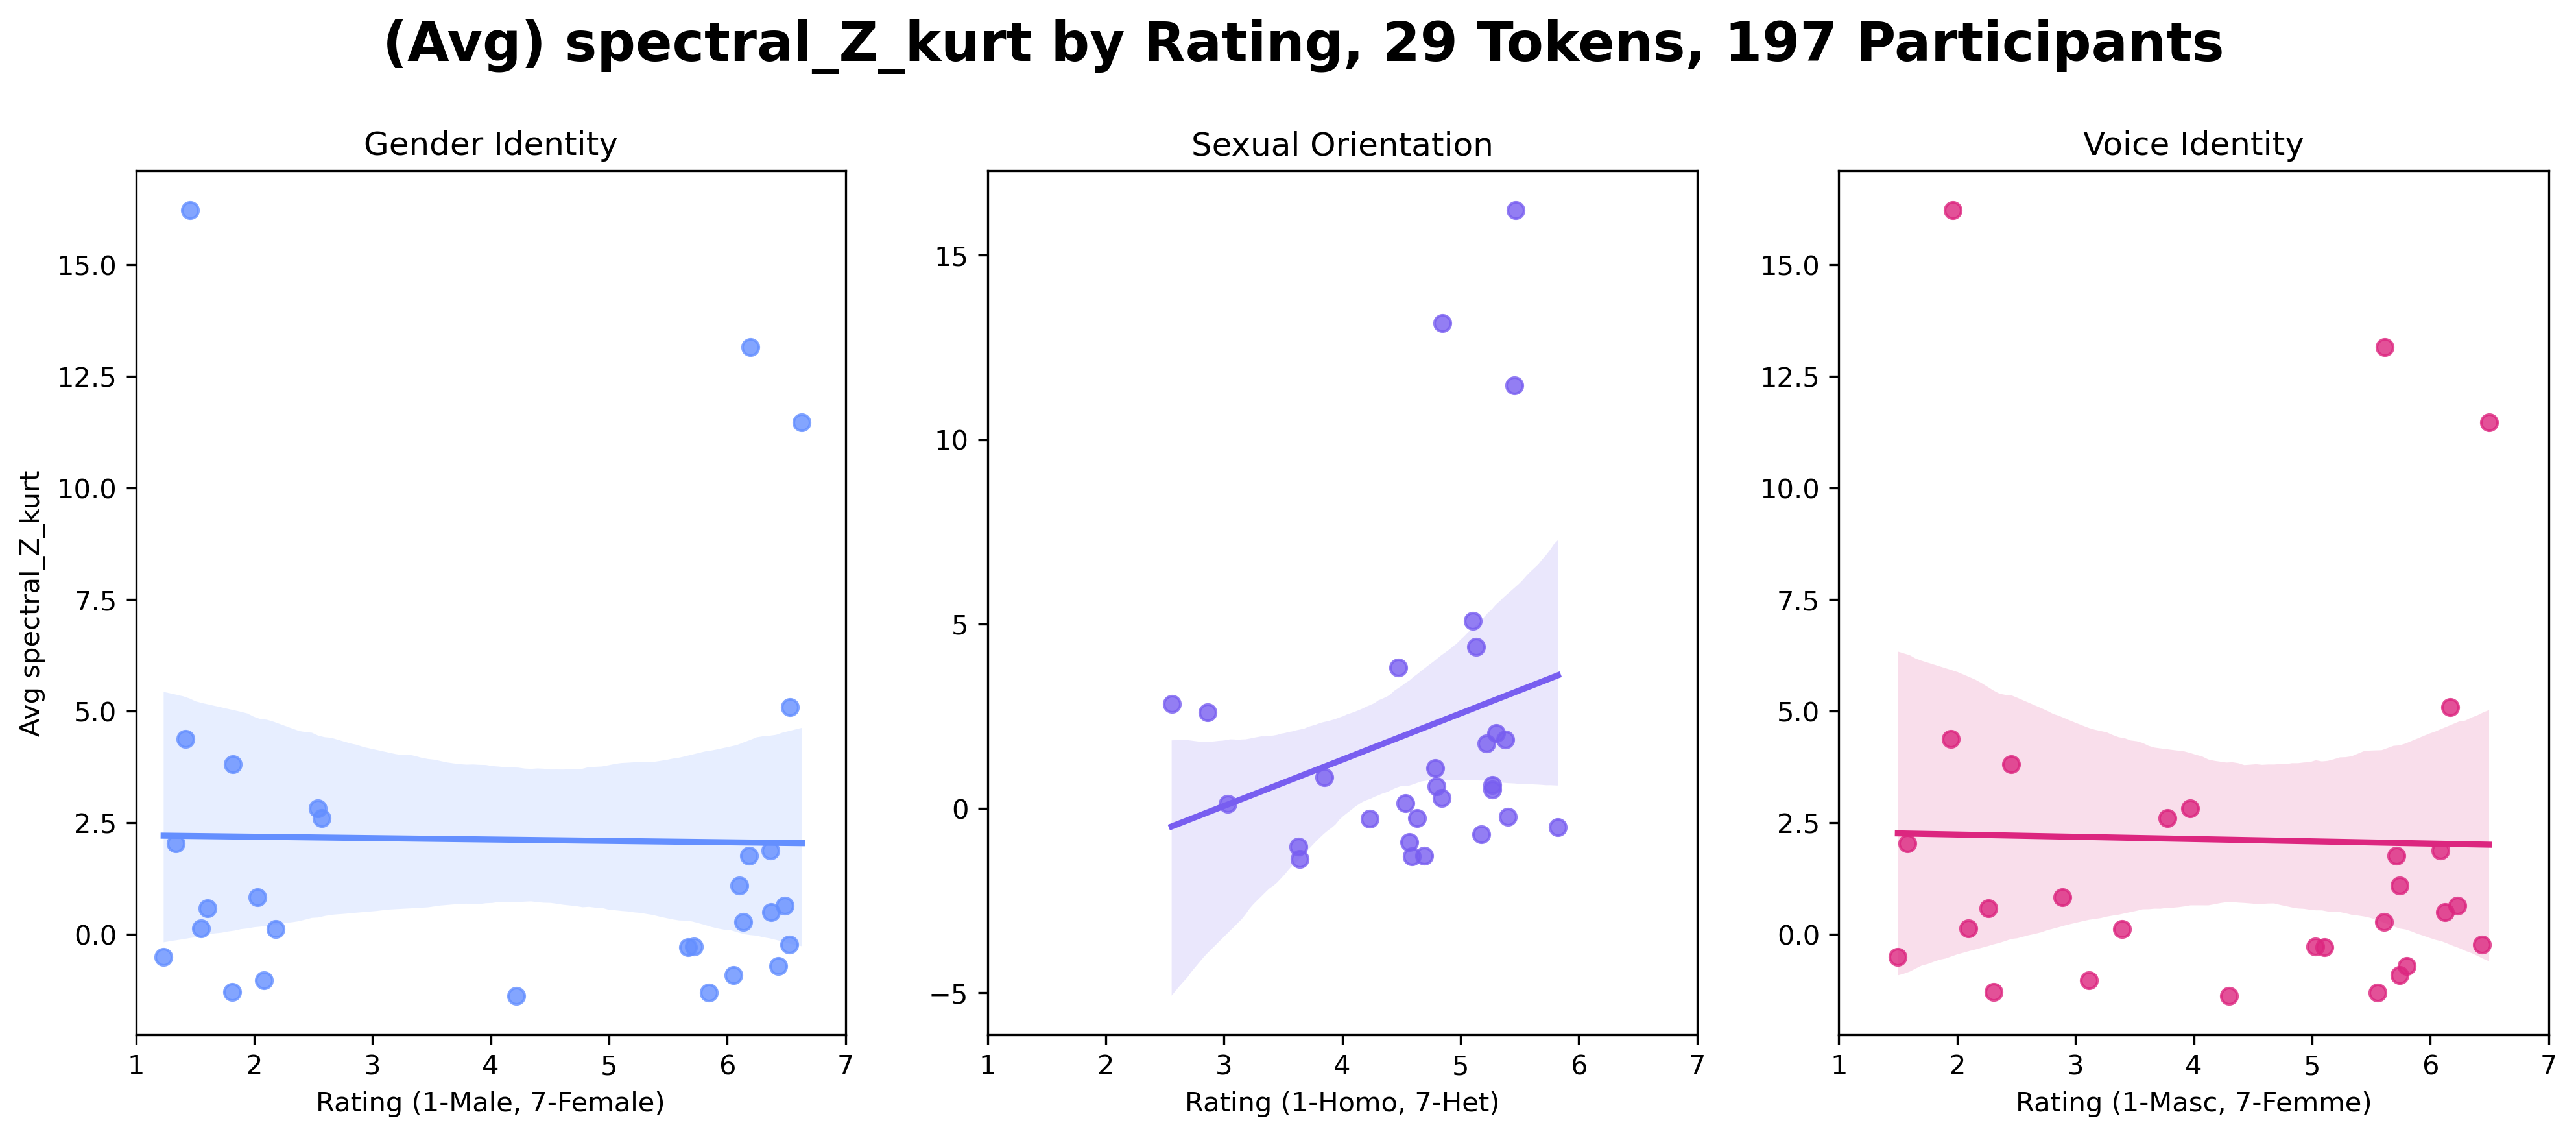 (Avg) spectral_Z_kurt by Rating, 29 Tokens, 197 Participants
Gender Identity
Sexual Orientation
Voice Identity
Avg spectral_Z_kurt
15.0
12.5
10.0
7.5
5.0
2.5
0.0
1 2 3 4 5 6 7
Rating (1-Male, 7-Female)
15
10
5
0
−5
1 2 3 4 5 6 7
Rating (1-Homo, 7-Het)
15.0
12.5
10.0
7.5
5.0
2.5
0.0
1 2 3 4 5 6 7
Rating (1-Masc, 7-Femme)